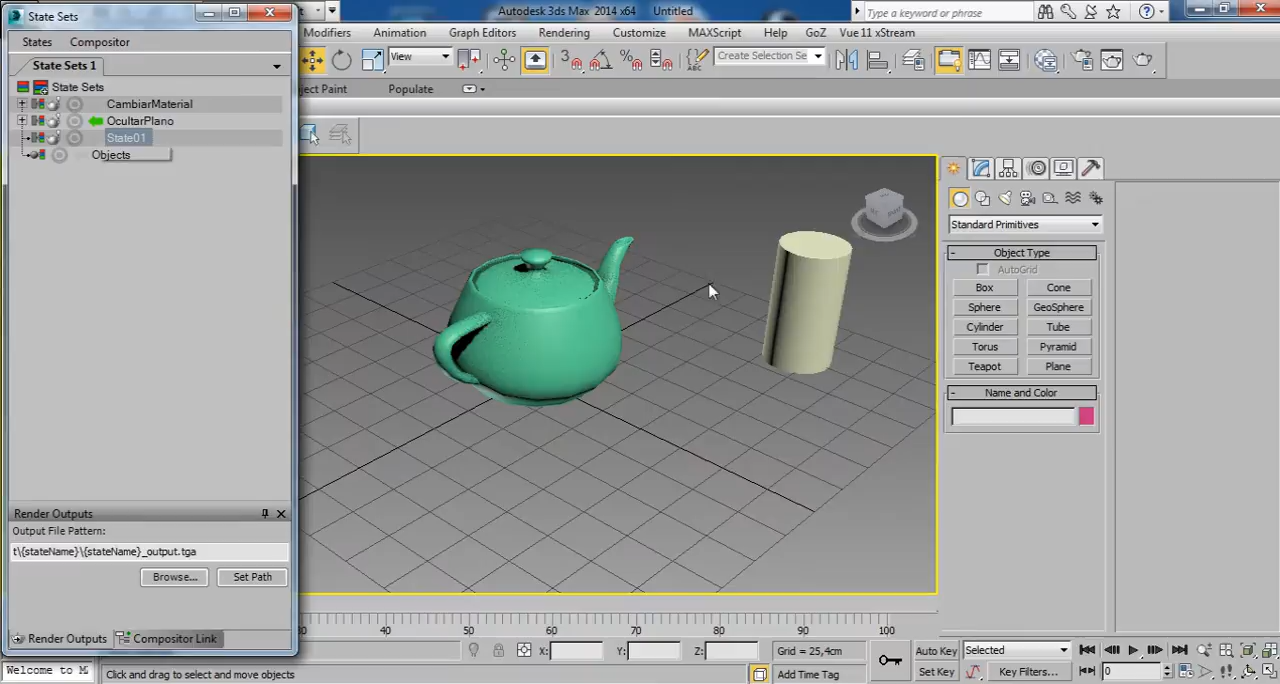 State Sets
Autodesk 3ds Max 2014 x64 Untitled
Type a keyword or phrase
States Compositor
Modifiers Animation Graph Editors Rendering Customize MAXScript Help GoZ Vue 11 xStream
State Sets 1
View
Create Selection Se
State Sets
ject Paint Populate
CambiarMaterial
OcultarPlano
State01
Objects
Standard Primitives
- Object Type
AutoGrid
Box Cone
Sphere GeoSphere
Cylinder Tube
Torus Pyramid
Teapot Plane
- Name and Color
Render Outputs
Output File Pattern:
t\{stateName}\{stateName}_output.tga
Browse... Set Path
Render Outputs Compositor Link
30 40 50 60 70 80 90 100
X: Y: Z: Grid = 25,4cm Auto Key Selected
Welcome to M Click and drag to select and move objects Add Time Tag Set Key Key Filters... 0